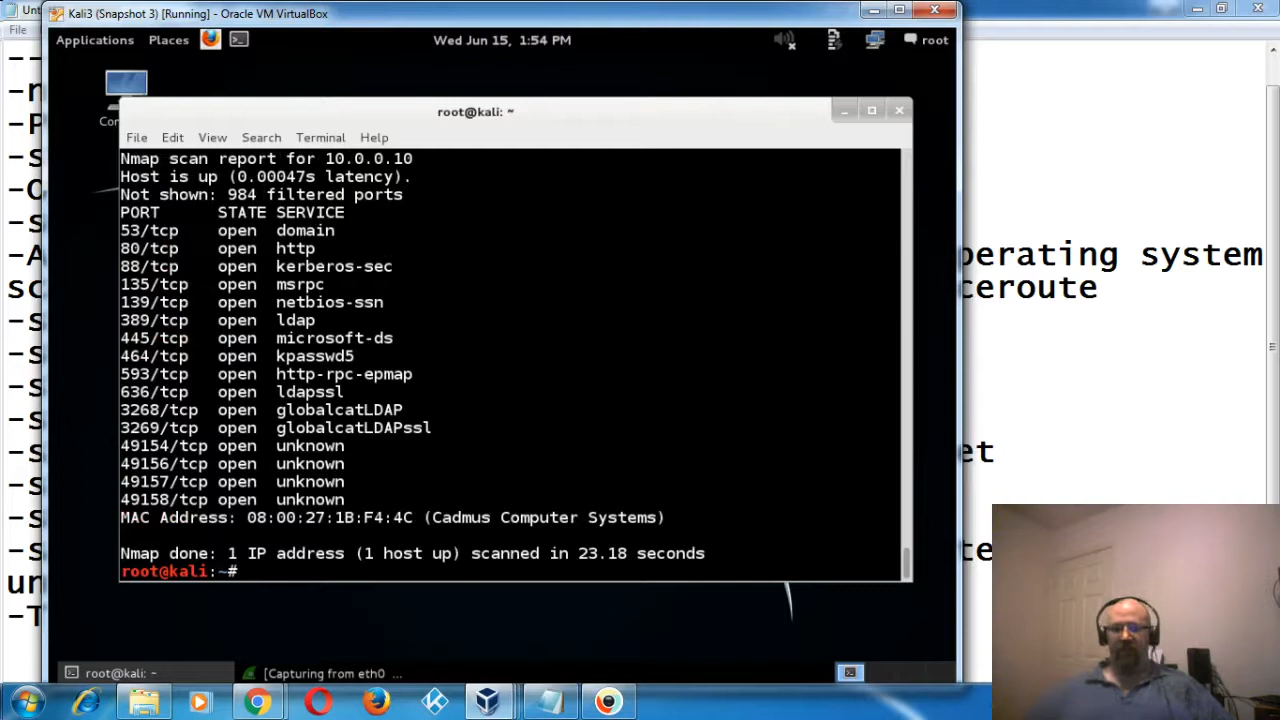 Kali3 (Snapshot 3) [Running] - Oracle VM VirtualBox
File
Applications Places Wed Jun 15, 1:54 PM root
root@kali: ~
File Edit View Search Terminal Help
Nmap scan report for 10.0.0.10
Host is up (0.00047s latency).
Not shown: 984 filtered ports
PORT STATE SERVICE
53/tcp open domain
80/tcp open http
88/tcp open kerberos-sec
135/tcp open msrpc
139/tcp open netbios-ssn
389/tcp open ldap
445/tcp open microsoft-ds
464/tcp open kpasswd5
593/tcp open http-rpc-epmap
636/tcp open ldapssl
3268/tcp open globalcatLDAP
3269/tcp open globalcatLDAPssl
49154/tcp open unknown
49156/tcp open unknown
49157/tcp open unknown
49158/tcp open unknown
MAC Address: 08:00:27:1B:F4:4C (Cadmus Computer Systems)
Nmap done: 1 IP address (1 host up) scanned in 23.18 seconds
root@kali:~#
perating system
ceroute
et
root@kali: ~ [Capturing from eth0 ...